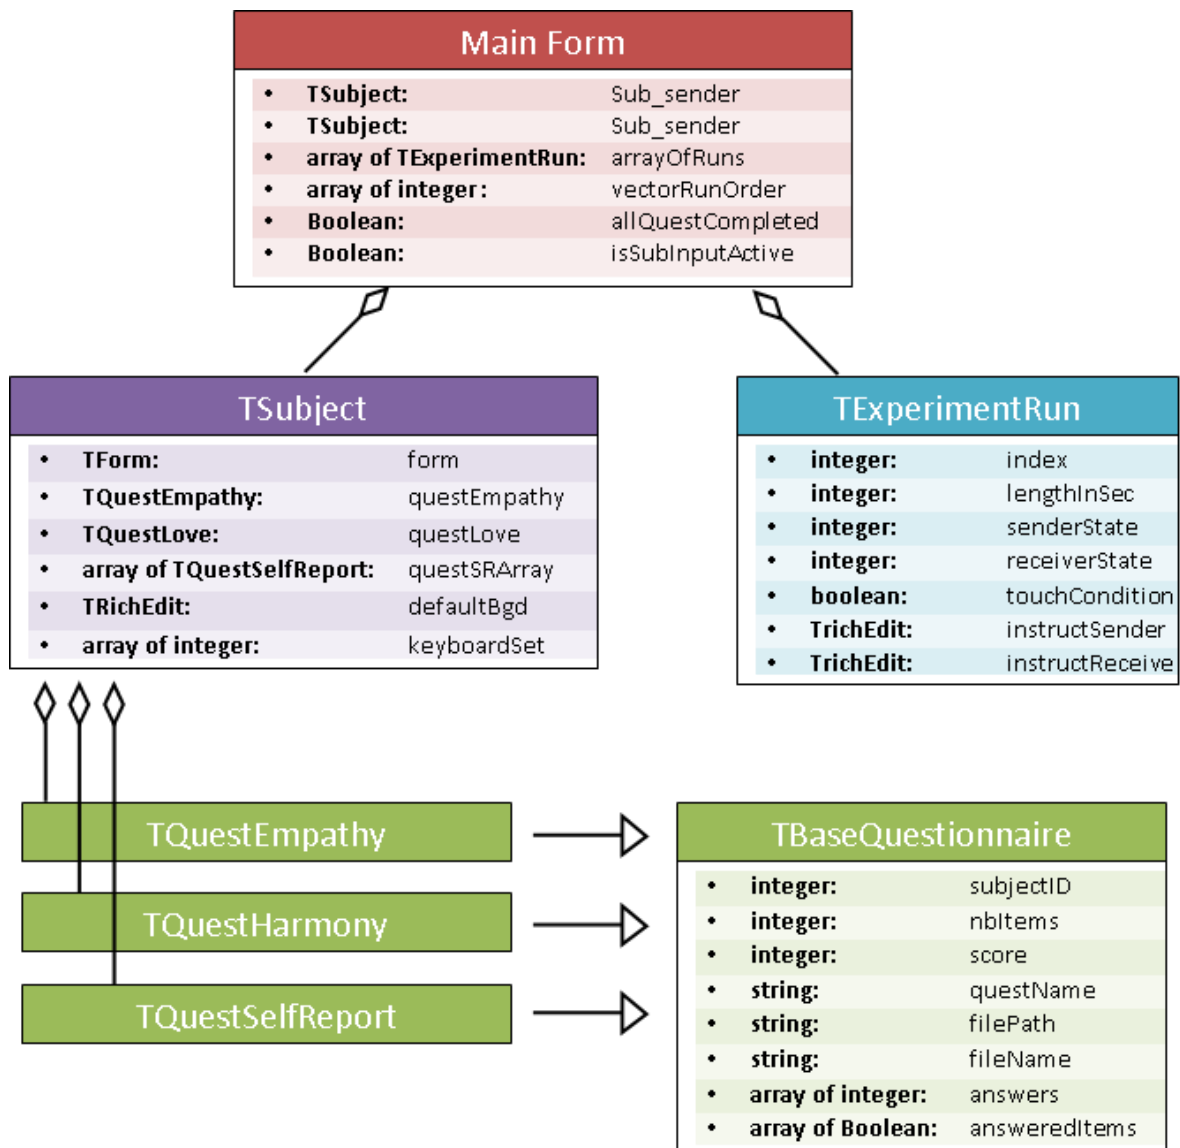 Main Form
• TSubject: Sub_sender
• TSubject: Sub_sender
• array of TExperimentRun: arrayOfRuns
• array of integer: vectorRunOrder
• Boolean: allQuestCompleted
• Boolean: isSubInputActive
TSubject
• TForm: form
• TQuestEmpathy: questEmpathy
• TQuestLove: questLove
• array of TQuestSelfReport: questSRArray
• TRichEdit: defaultBgd
• array of integer: keyboardSet
TExperimentRun
• integer: index
• integer: lengthInSec
• integer: senderState
• integer: receiverState
• boolean: touchCondition
• TrichEdit: instructSender
• TrichEdit: instructReceive
TQuestEmpathy
TQuestHarmony
TQuestSelfReport
TBaseQuestionnaire
• integer: subjectID
• integer: nbItems
• integer: score
• string: questName
• string: filePath
• string: fileName
• array of integer: answers
• array of Boolean: answeredItems